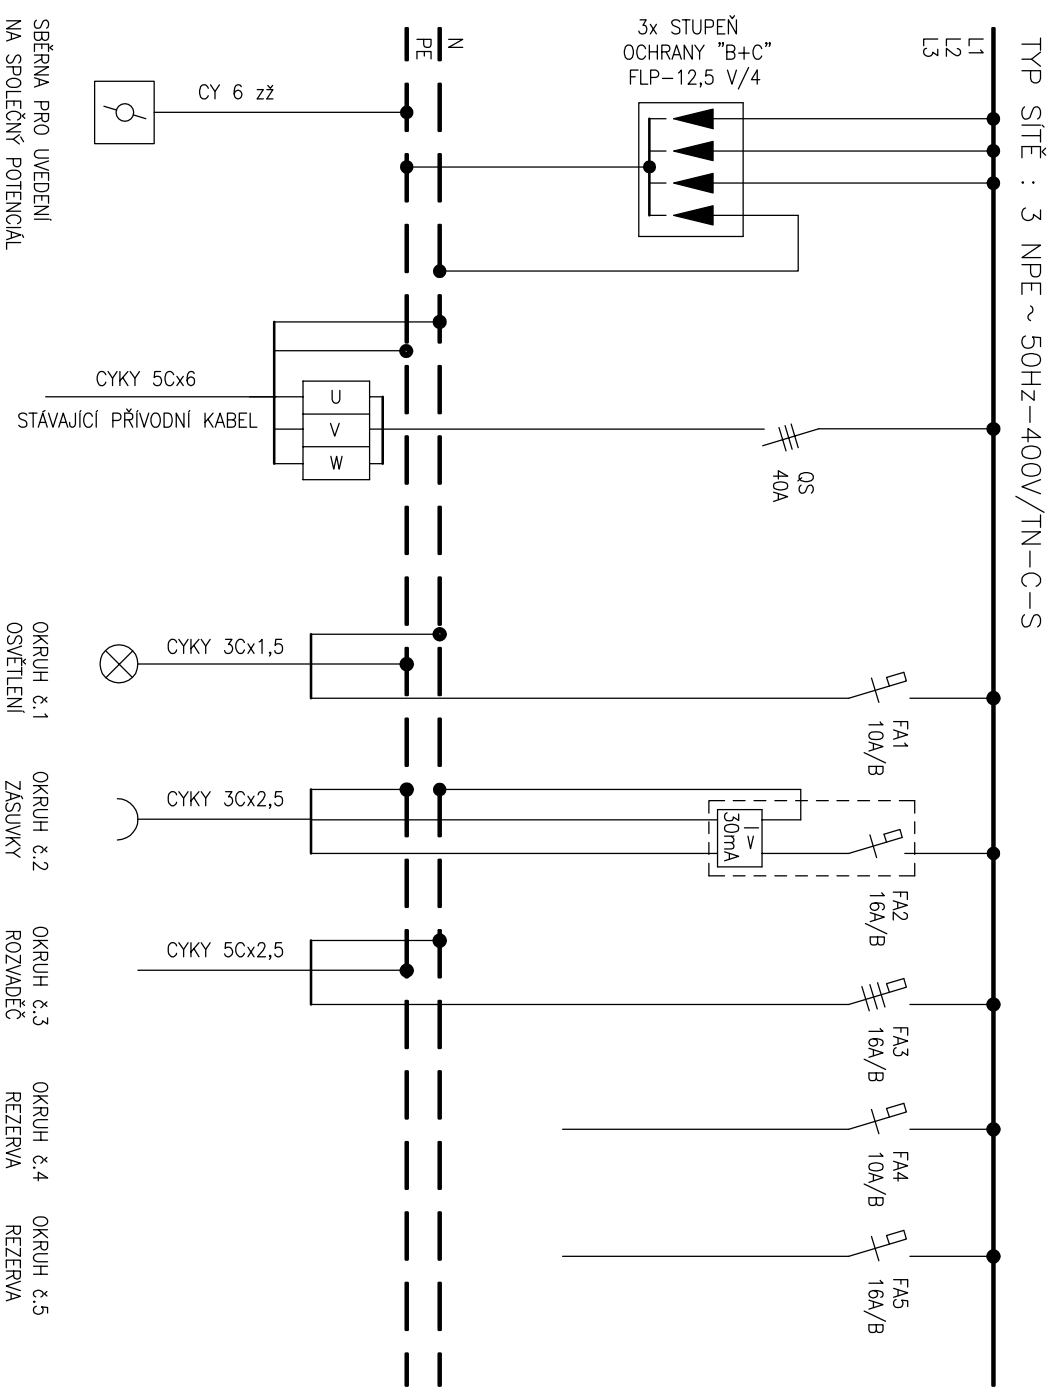 TYP SÍTĚ : 3 NPE ~ 50Hz-400V/TN-C-S
L1
L2
L3
3x STUPEŇ
OCHRANY "B+C"
FLP-12,5 V/4
N
PE
CY 6 zž
SBĚRNA PRO UVEDENÍ
NA SPOLEČNÝ POTENCIÁL
CYKY 5Cx6
STÁVAJÍCÍ PŘÍVODNÍ KABEL
U
V
W
QS
40A
CYKY 3Cx1,5
OKRUH č.1
OSVĚTLENÍ
FA1
10A/B
CYKY 3Cx2,5
OKRUH č.2
ZÁSUVKY
I>
30mA
FA2
16A/B
CYKY 5Cx2,5
OKRUH č.3
ROZVADĚČ
FA3
16A/B
OKRUH č.4
REZERVA
FA4
10A/B
OKRUH č.5
REZERVA
FA5
16A/B